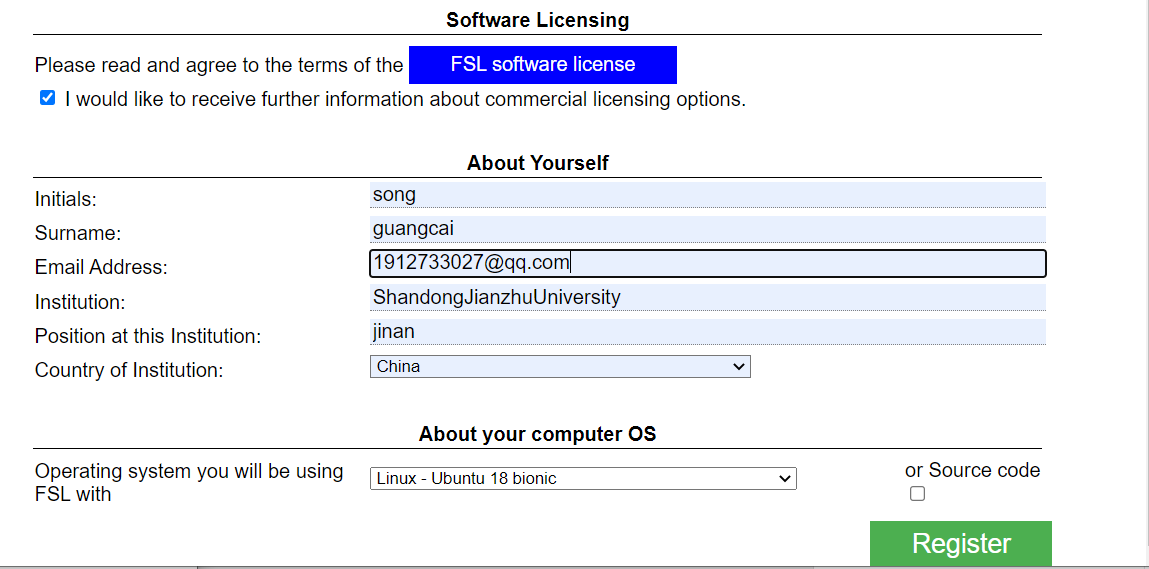 Software Licensing
Please read and agree to the terms of the FSL software license
I would like to receive further information about commercial licensing options.
About Yourself
Initials: song
Surname: guangcai
Email Address: 1912733027@qq.com
Institution: ShandongJianzhuUniversity
Position at this Institution: jinan
Country of Institution: China
About your computer OS
Operating system you will be using FSL with Linux - Ubuntu 18 bionic or Source code
Register